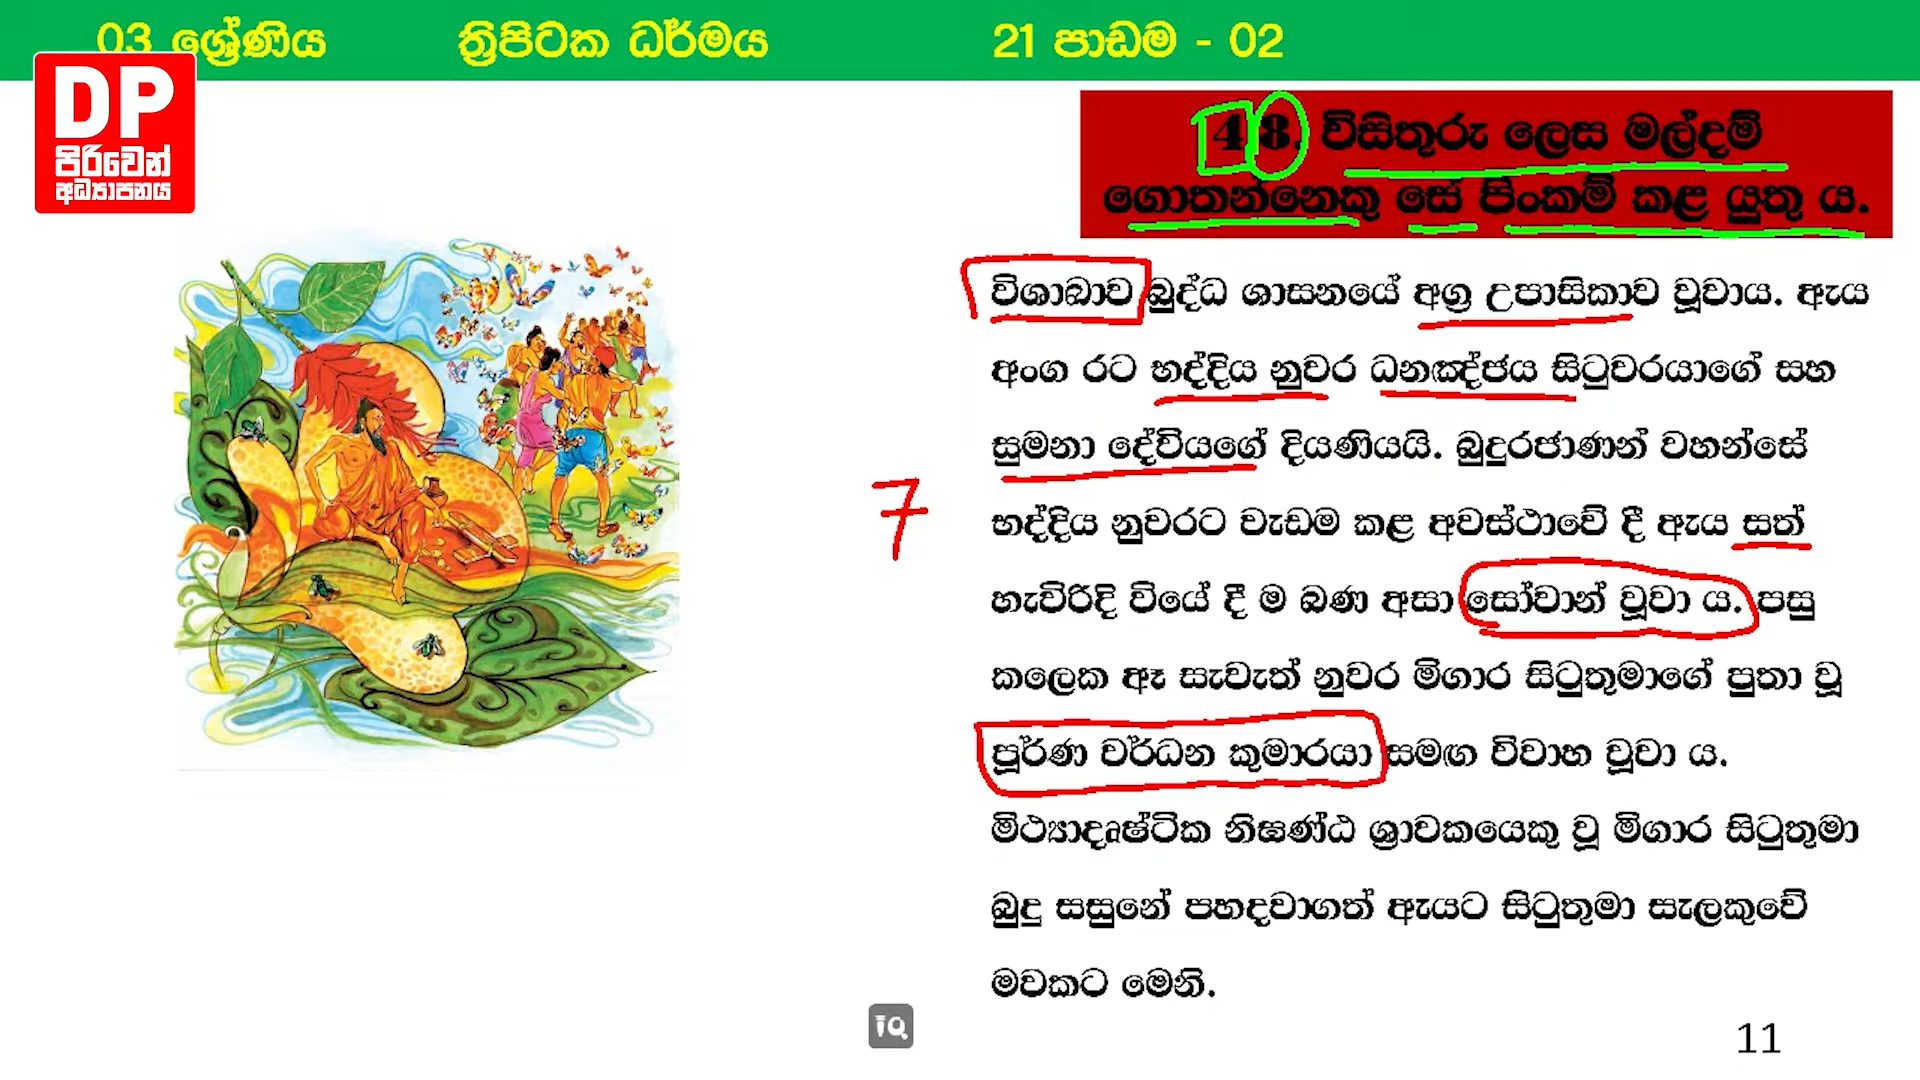 03 ශ්‍රේණිය ත්‍රිපිටක ධර්මය 21 පාඩම - 02
DP
පිරිවෙන්
අධ්‍යාපනය
48. විසිතුරු ලෙස මල්දම්
ගොතන්නෙකු සේ පිංකම් කළ යුතු ය.
විශාඛාව බුද්ධ ශාසනයේ අග්‍ර උපාසිකාව වූවාය. ඇය
අංග රට භද්දිය නුවර ධනඤ්ජය සිටුවරයාගේ සහ
සුමනා දේවියගේ දියණියයි. බුදුරජාණන් වහන්සේ
7
භද්දිය නුවරට වැඩම කළ අවස්ථාවේ දී ඇය සත්
හැවිරිදි වියේ දී ම බණ අසා සෝවාන් වූවා ය. පසු
කලෙක ඈ සැවැත් නුවර මිගාර සිටුතුමාගේ පුතා වූ
පූර්ණ වර්ධන කුමාරයා සමඟ විවාහ වූවා ය.
මිථ්‍යාදෘෂ්ටික නිඝණ්ඨ ශ්‍රාවකයෙකු වූ මිගාර සිටුතුමා
බුදු සසුනේ පහදවාගත් ඇයට සිටුතුමා සැලකුවේ
මවකට මෙනි.
IQ
11